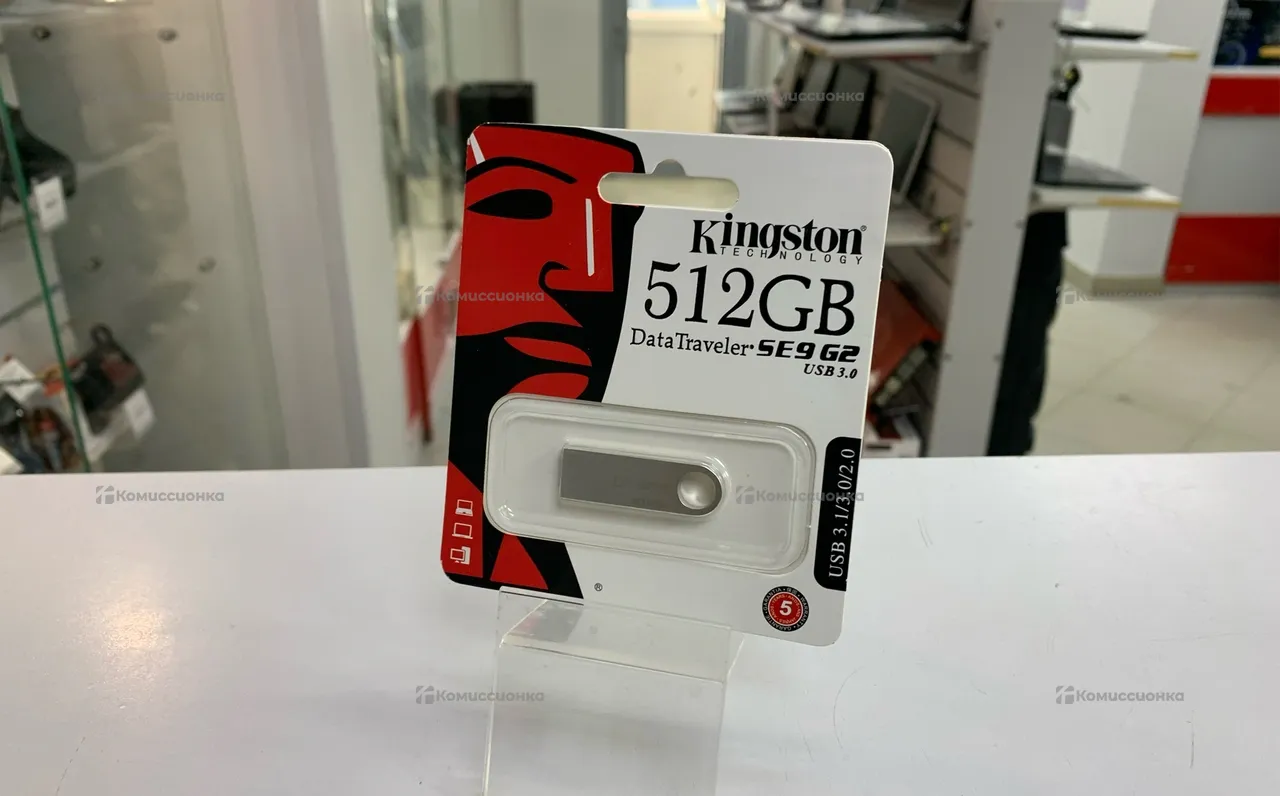 Kingston®
TECHNOLOGY
512GB
DataTraveler• SE9 G2
USB 3.0
USB 3.1/3.0/2.0
®
5
Комиссионка
Комиссионка
Комиссионка
Комиссионка
Комиссионка
Комиссионка
Комиссионка
Комиссионка